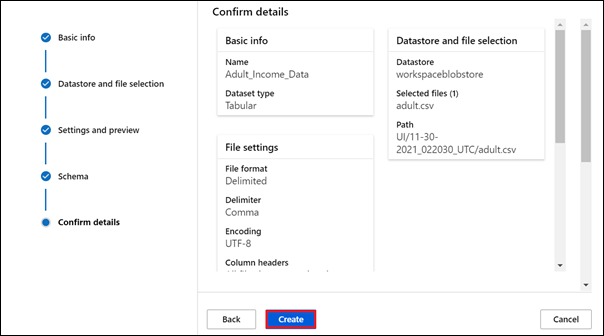 Basic info
Datastore and file selection
Settings and preview
Schema
Confirm details
Confirm details
Basic info
Name
Adult_Income_Data
Dataset type
Tabular
Datastore and file selection
Datastore
workspaceblobstore
Selected files (1)
adult.csv
Path
UI/11-30-
2021_022030_UTC/adult.csv
File settings
File format
Delimited
Delimiter
Comma
Encoding
UTF-8
Column headers
Back
Create
Cancel